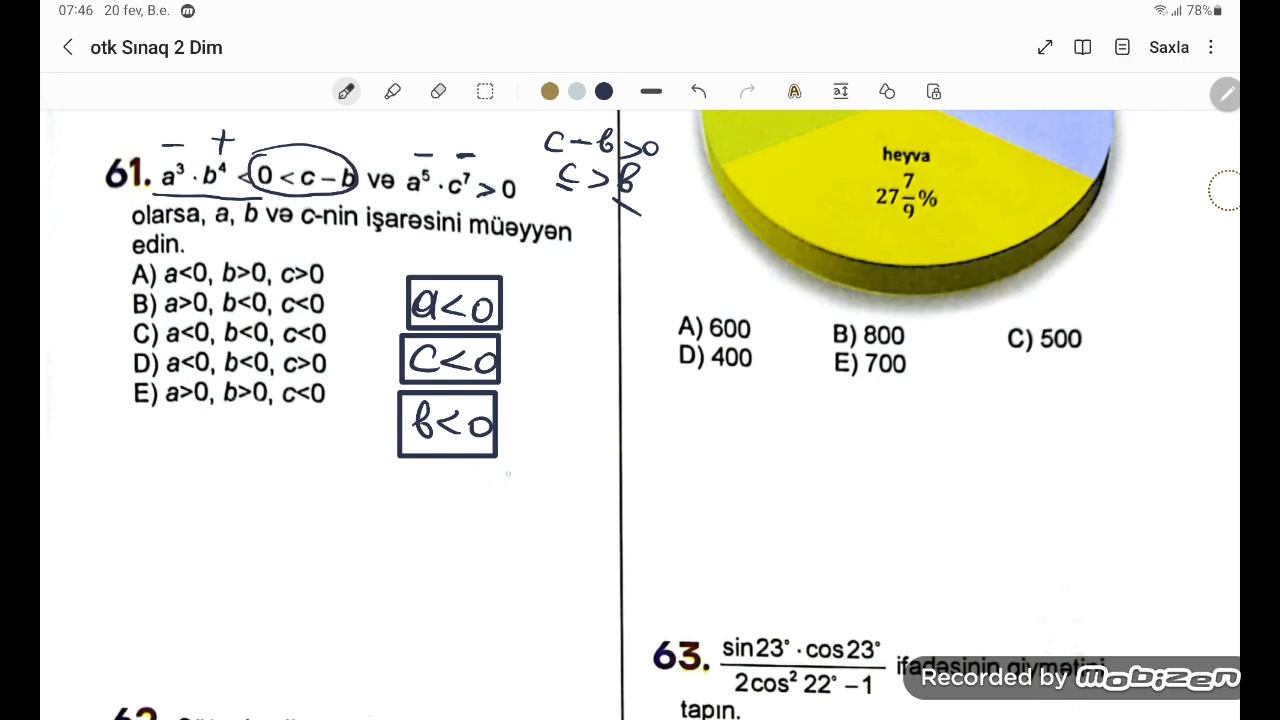 07:46 20 fev, B.e.
78%
otk Sınaq 2 Dim
Saxla
− +
61. a³ · b⁴ < 0 < c − b və a⁵ · c⁷ > 0
olarsa, a, b və c-nin işarəsini müəyyən
edin.
A) a<0, b>0, c>0
B) a>0, b<0, c<0
C) a<0, b<0, c<0
D) a<0, b<0, c>0
E) a>0, b>0, c<0
− −
c − b > 0
c > b
a < 0
c < 0
b < 0
heyva
27 7/9 %
A) 600 B) 800 C) 500
D) 400 E) 700
63. sin23° · cos23° / 2cos² 22° − 1 ifadəsinin qiymətini
tapın.
Recorded by mobizen